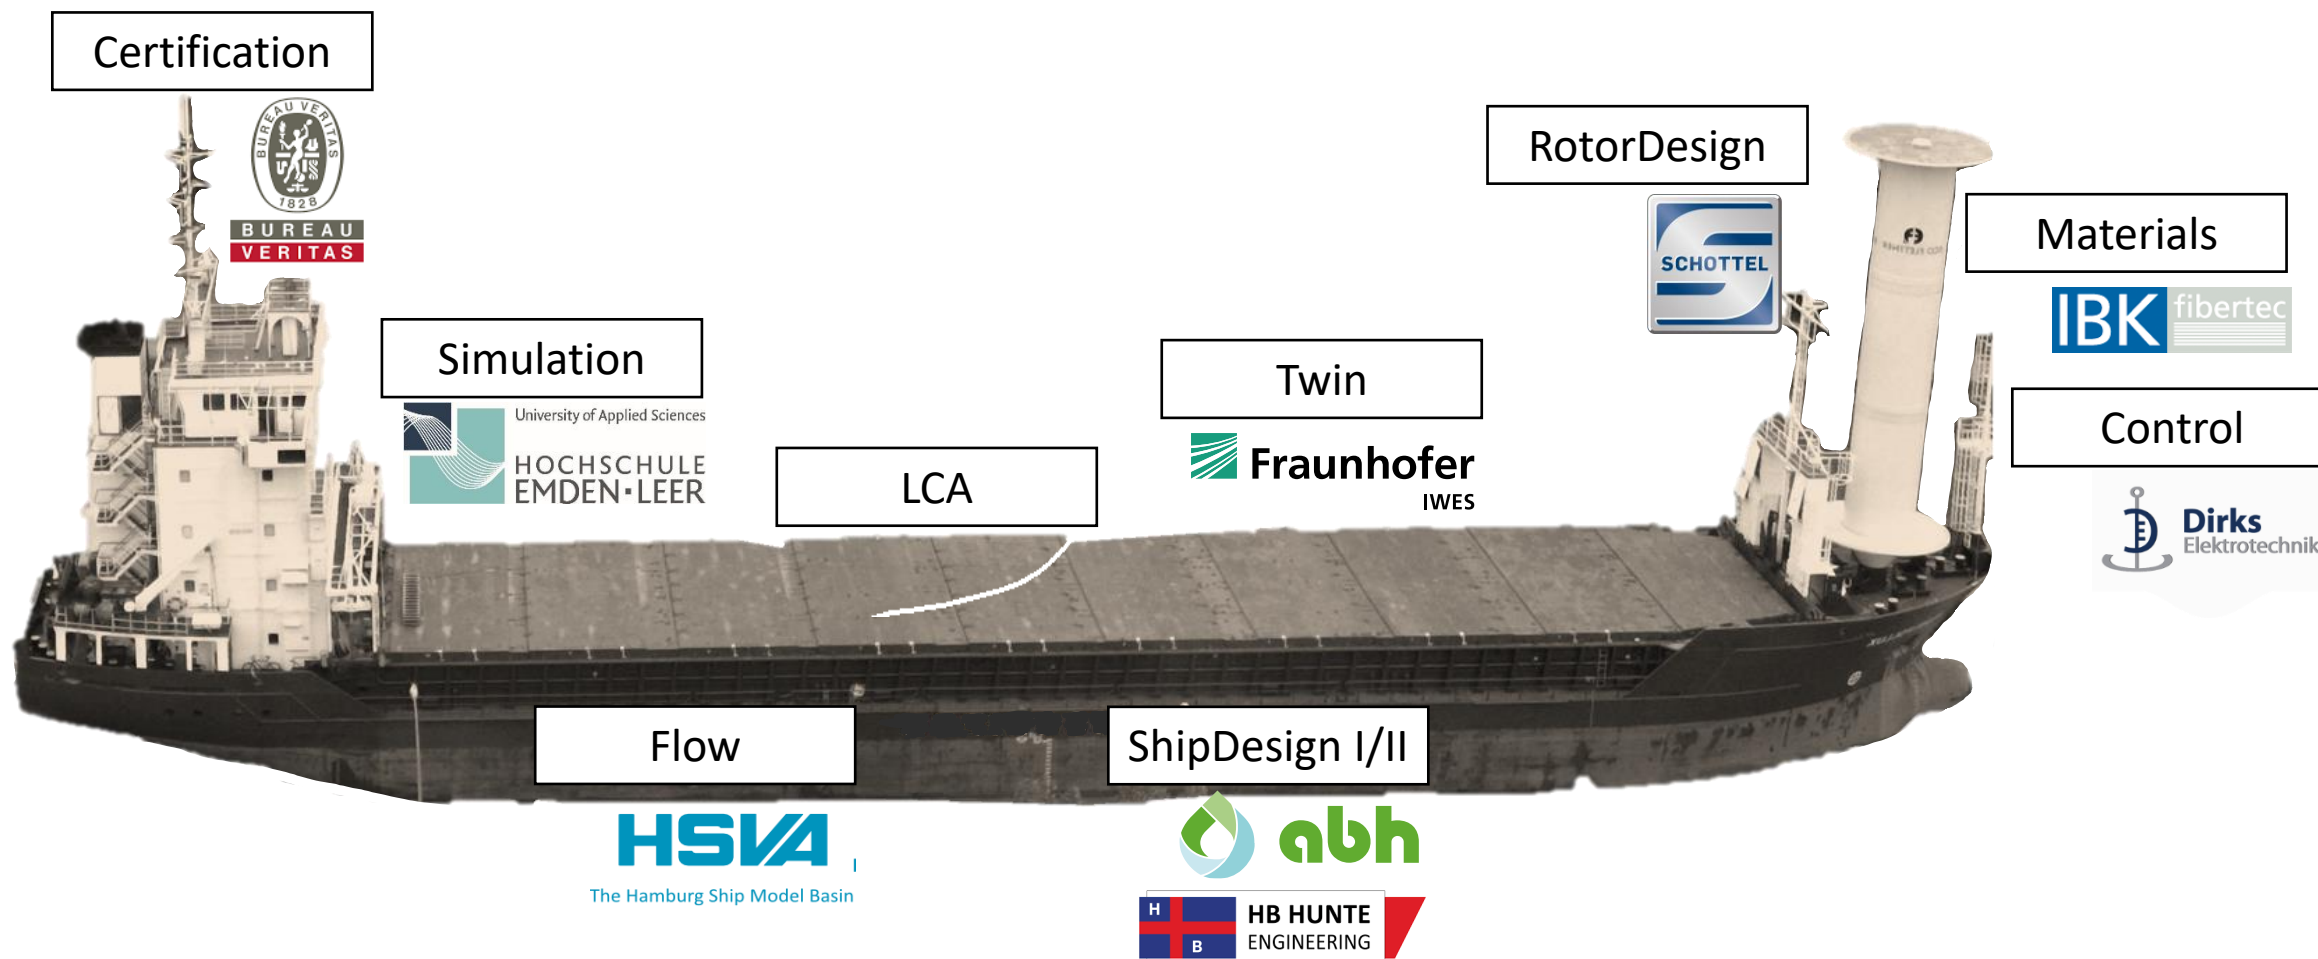 Certification
BUREAU VERITAS
1828
BUREAU
VERITAS
RotorDesign
SCHOTTEL
Materials
IBK fibertec
Simulation
University of Applied Sciences
HOCHSCHULE
EMDEN·LEER
Twin
Fraunhofer
IWES
Control
Dirks
Elektrotechnik
LCA
Flow
HSVA
The Hamburg Ship Model Basin
ShipDesign I/II
abh
H
B
HB HUNTE
ENGINEERING